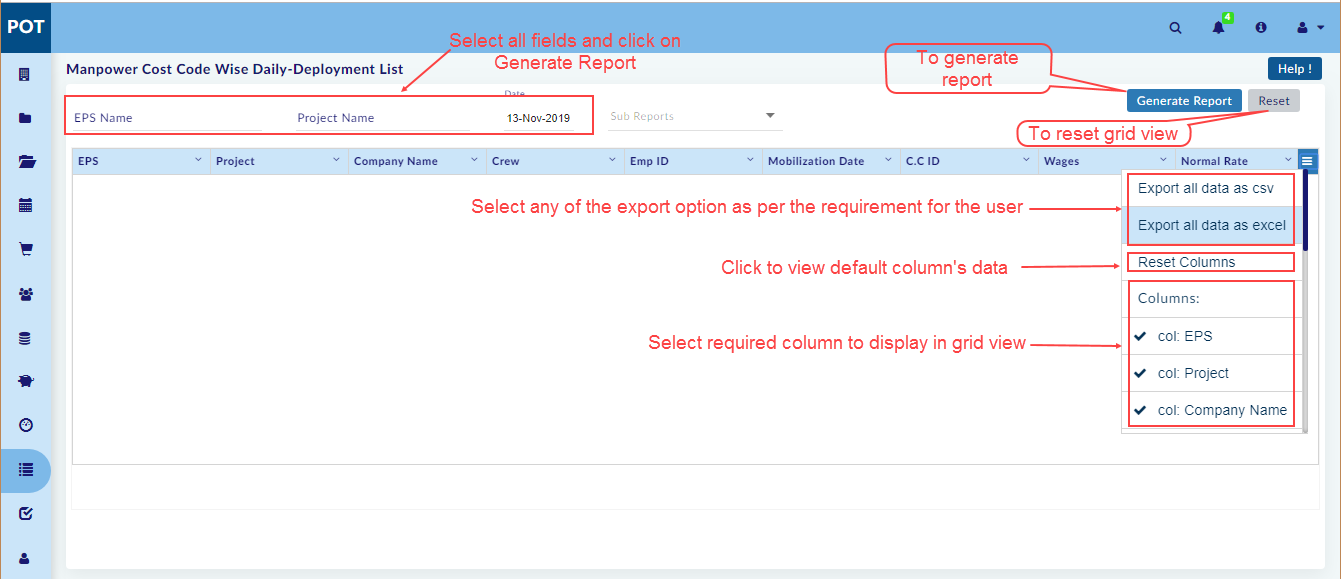 POT
4
Select all fields and click on
Generate Report
To generate
report
Manpower Cost Code Wise Daily-Deployment List
Help !
Date
Generate Report
Reset
EPS Name
Project Name
13-Nov-2019
Sub Reports
To reset grid view
EPS
Project
Company Name
Crew
Emp ID
Mobilization Date
C.C ID
Wages
Normal Rate
Export all data as csv
Select any of the export option as per the requirement for the user
Export all data as excel
Click to view default column's data
Reset Columns
Columns:
Select required column to display in grid view
col: EPS
col: Project
col: Company Name